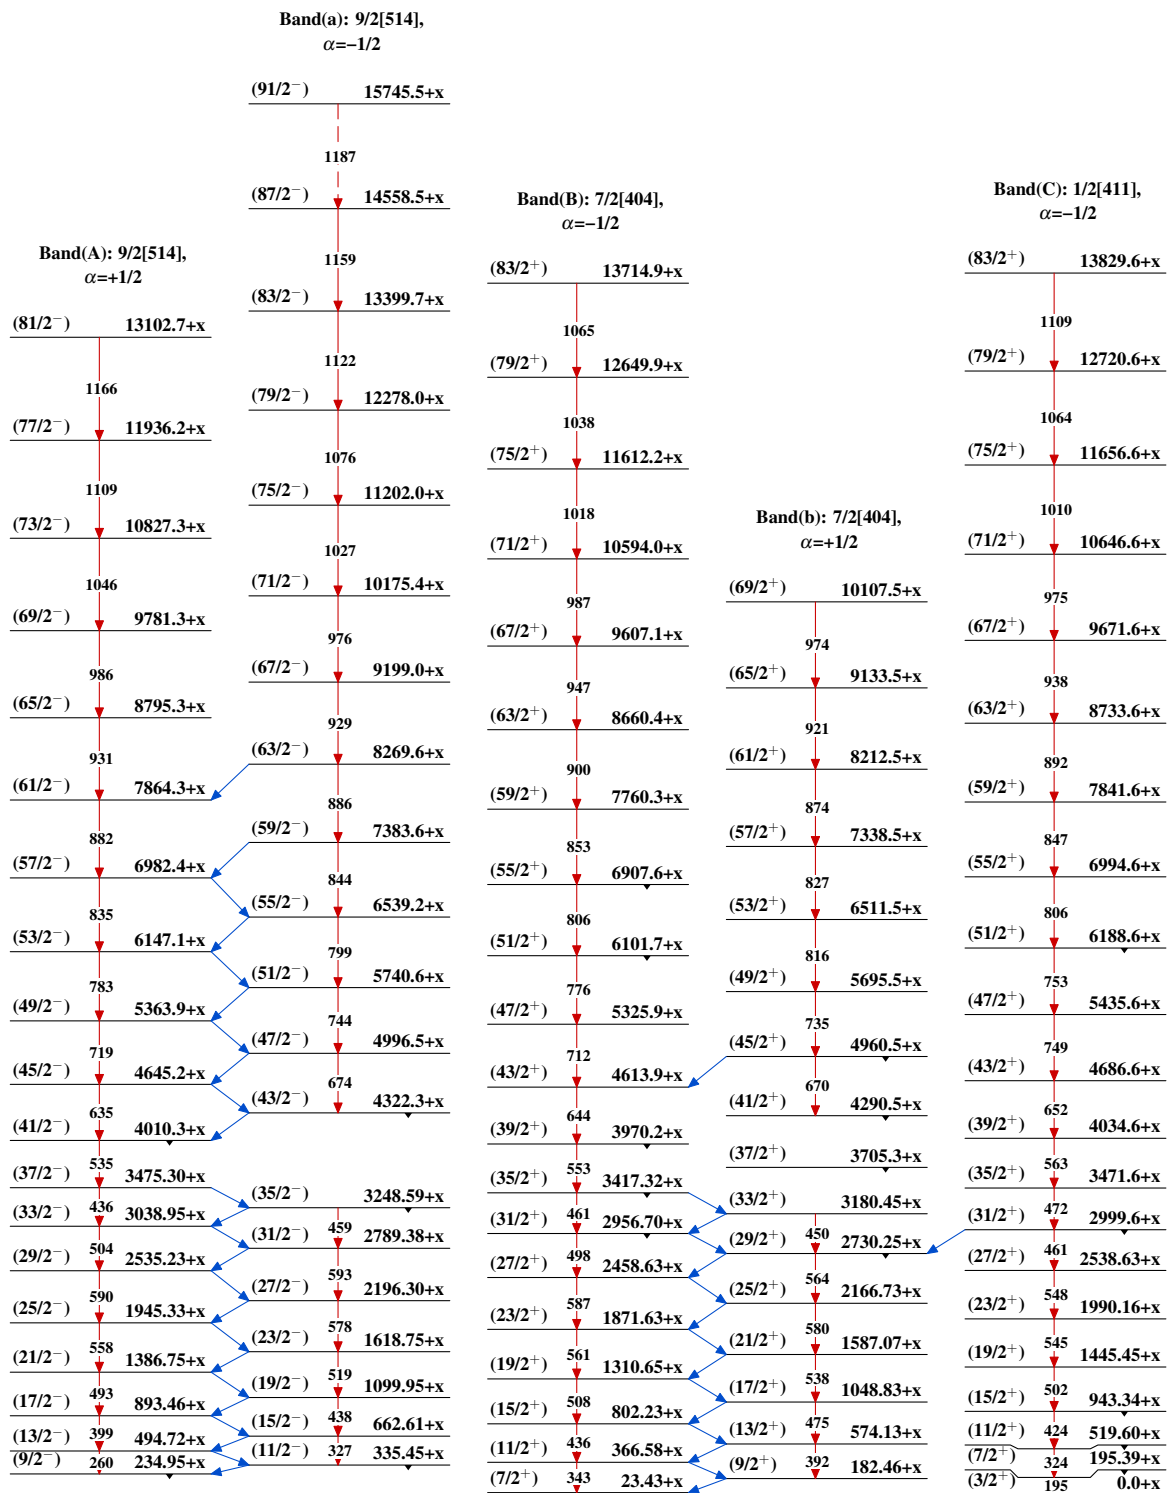 Band(A): 9/2[514],
α=+1/2
(81/2⁻) 13102.7+x
1166
(77/2⁻) 11936.2+x
1109
(73/2⁻) 10827.3+x
1046
(69/2⁻) 9781.3+x
986
(65/2⁻) 8795.3+x
931
(61/2⁻) 7864.3+x
882
(57/2⁻) 6982.4+x
835
(53/2⁻) 6147.1+x
783
(49/2⁻) 5363.9+x
719
(45/2⁻) 4645.2+x
635
(41/2⁻) 4010.3+x
(37/2⁻) 535 3475.30+x
(33/2⁻) 436 3038.95+x
504
(29/2⁻) 2535.23+x
590
(25/2⁻) 1945.33+x
558
(21/2⁻) 1386.75+x
493
(17/2⁻) 893.46+x
(13/2⁻) 399 494.72+x
(9/2⁻) 260 234.95+x
Band(a): 9/2[514],
α=−1/2
(91/2⁻) 15745.5+x
1187
(87/2⁻) 14558.5+x
1159
(83/2⁻) 13399.7+x
1122
(79/2⁻) 12278.0+x
1076
(75/2⁻) 11202.0+x
1027
(71/2⁻) 10175.4+x
976
(67/2⁻) 9199.0+x
929
(63/2⁻) 8269.6+x
886
(59/2⁻) 7383.6+x
844
(55/2⁻) 6539.2+x
799
(51/2⁻) 5740.6+x
744
(47/2⁻) 4996.5+x
674
(43/2⁻) 4322.3+x
(35/2⁻) 3248.59+x
459
(31/2⁻) 2789.38+x
593
(27/2⁻) 2196.30+x
578
(23/2⁻) 1618.75+x
519
(19/2⁻) 1099.95+x
438
(15/2⁻) 662.61+x
(11/2⁻) 327 335.45+x
Band(B): 7/2[404],
α=−1/2
(83/2⁺) 13714.9+x
1065
(79/2⁺) 12649.9+x
1038
(75/2⁺) 11612.2+x
1018
(71/2⁺) 10594.0+x
987
(67/2⁺) 9607.1+x
947
(63/2⁺) 8660.4+x
900
(59/2⁺) 7760.3+x
853
(55/2⁺) 6907.6+x
806
(51/2⁺) 6101.7+x
776
(47/2⁺) 5325.9+x
712
(43/2⁺) 4613.9+x
644
(39/2⁺) 3970.2+x
553
(35/2⁺) 3417.32+x
461
(31/2⁺) 2956.70+x
498
(27/2⁺) 2458.63+x
587
(23/2⁺) 1871.63+x
561
(19/2⁺) 1310.65+x
508
(15/2⁺) 802.23+x
436
(11/2⁺) 366.58+x
(7/2⁺) 343 23.43+x
Band(b): 7/2[404],
α=+1/2
(69/2⁺) 10107.5+x
974
(65/2⁺) 9133.5+x
921
(61/2⁺) 8212.5+x
874
(57/2⁺) 7338.5+x
827
(53/2⁺) 6511.5+x
816
(49/2⁺) 5695.5+x
735
(45/2⁺) 4960.5+x
670
(41/2⁺) 4290.5+x
(37/2⁺) 3705.3+x
(33/2⁺) 3180.45+x
450
(29/2⁺) 2730.25+x
564
(25/2⁺) 2166.73+x
580
(21/2⁺) 1587.07+x
538
(17/2⁺) 1048.83+x
475
(13/2⁺) 574.13+x
(9/2⁺) 392 182.46+x
Band(C): 1/2[411],
α=−1/2
(83/2⁺) 13829.6+x
1109
(79/2⁺) 12720.6+x
1064
(75/2⁺) 11656.6+x
1010
(71/2⁺) 10646.6+x
975
(67/2⁺) 9671.6+x
938
(63/2⁺) 8733.6+x
892
(59/2⁺) 7841.6+x
847
(55/2⁺) 6994.6+x
806
(51/2⁺) 6188.6+x
753
(47/2⁺) 5435.6+x
749
(43/2⁺) 4686.6+x
652
(39/2⁺) 4034.6+x
563
(35/2⁺) 3471.6+x
472
(31/2⁺) 2999.6+x
461
(27/2⁺) 2538.63+x
548
(23/2⁺) 1990.16+x
545
(19/2⁺) 1445.45+x
502
(15/2⁺) 943.34+x
(11/2⁺) 424 519.60+x
(7/2⁺) 324 195.39+x
(3/2⁺) 195 0.0+x